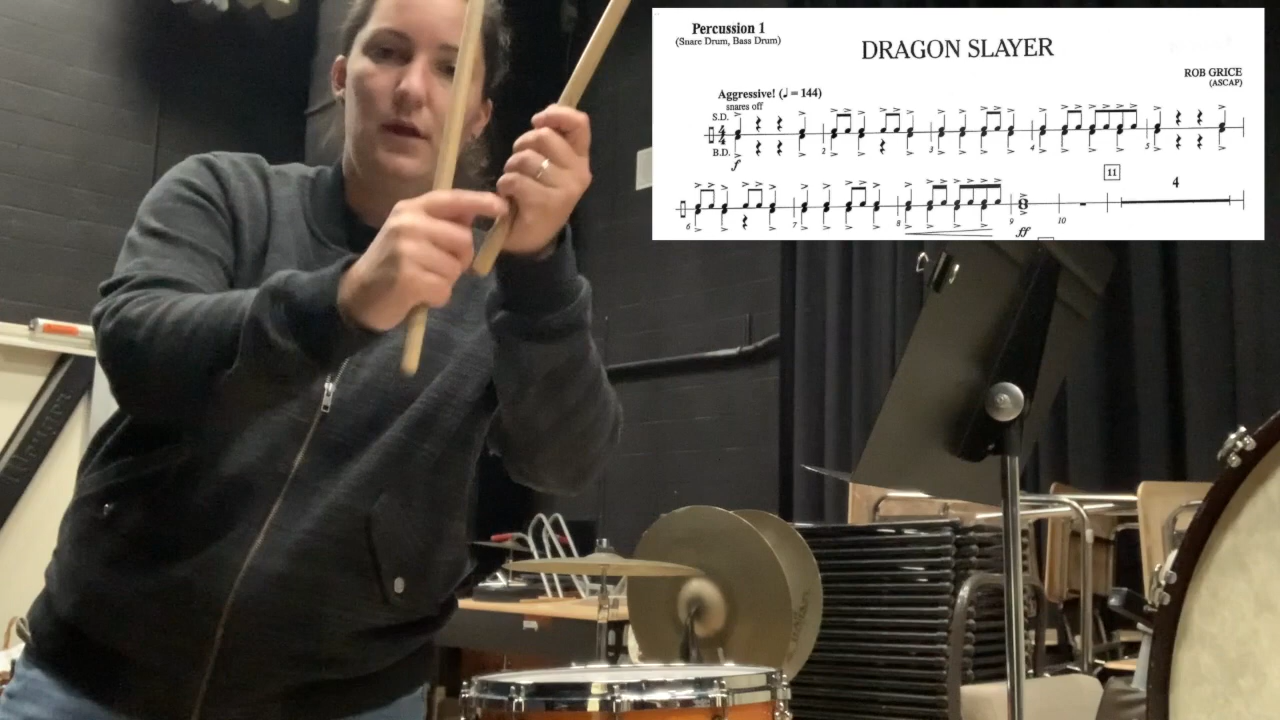 Percussion 1
(Snare Drum, Bass Drum)
DRAGON SLAYER
ROB GRICE
(ASCAP)
Aggressive! (♩ = 144)
snares off
S.D.
4
4
B.D.
f
2
3
4
5
11
4
6
7
8
9
10
ff
Wenger